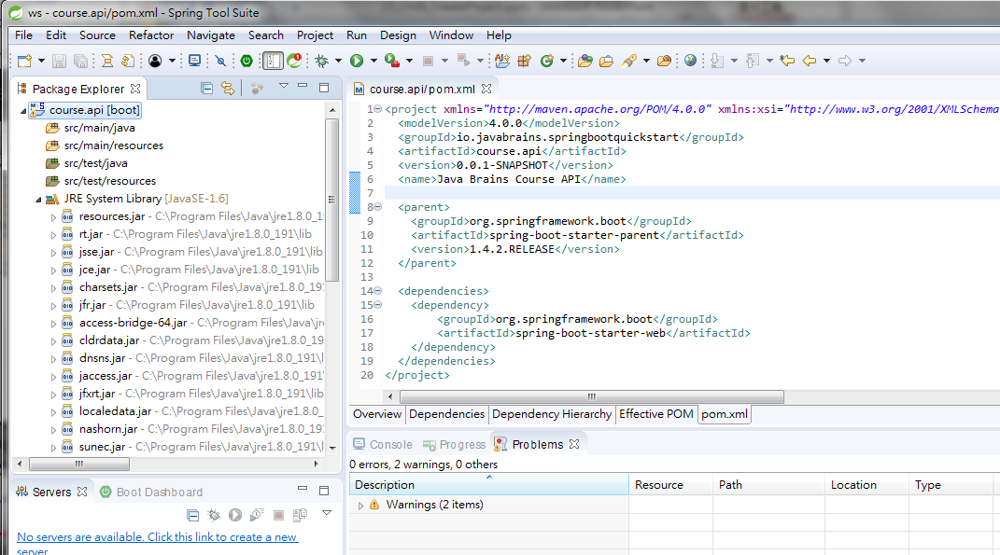 ws - course.api/pom.xml - Spring Tool Suite
File Edit Source Refactor Navigate Search Project Run Design Window Help
Package Explorer
course.api [boot]
src/main/java
src/main/resources
src/test/java
src/test/resources
JRE System Library [JavaSE-1.6]
resources.jar - C:\Program Files\Java\jre1.8.0_1
rt.jar - C:\Program Files\Java\jre1.8.0_191\lib
jsse.jar - C:\Program Files\Java\jre1.8.0_191\lib
jce.jar - C:\Program Files\Java\jre1.8.0_191\lib
charsets.jar - C:\Program Files\Java\jre1.8.0_19
jfr.jar - C:\Program Files\Java\jre1.8.0_191\lib
access-bridge-64.jar - C:\Program Files\Java\jre
cldrdata.jar - C:\Program Files\Java\jre1.8.0_19
dnsns.jar - C:\Program Files\Java\jre1.8.0_191\l
jaccess.jar - C:\Program Files\Java\jre1.8.0_191
jfxrt.jar - C:\Program Files\Java\jre1.8.0_191\lib
localedata.jar - C:\Program Files\Java\jre1.8.0_
nashorn.jar - C:\Program Files\Java\jre1.8.0_19
sunec.jar - C:\Program Files\Java\jre1.8.0_191\l
Servers Boot Dashboard
No servers are available. Click this link to create a new
server
course.api/pom.xml
1 <project xmlns="http://maven.apache.org/POM/4.0.0" xmlns:xsi="http://www.w3.org/2001/XMLSchema
2 <modelVersion>4.0.0</modelVersion>
3 <groupId>io.javabrains.springbootquickstart</groupId>
4 <artifactId>course.api</artifactId>
5 <version>0.0.1-SNAPSHOT</version>
6 <name>Java Brains Course API</name>
7
8 <parent>
9 <groupId>org.springframework.boot</groupId>
10 <artifactId>spring-boot-starter-parent</artifactId>
11 <version>1.4.2.RELEASE</version>
12 </parent>
13
14 <dependencies>
15 <dependency>
16 <groupId>org.springframework.boot</groupId>
17 <artifactId>spring-boot-starter-web</artifactId>
18 </dependency>
19 </dependencies>
20 </project>
Overview Dependencies Dependency Hierarchy Effective POM pom.xml
Console Progress Problems
0 errors, 2 warnings, 0 others
Description Resource Path Location Type
Warnings (2 items)